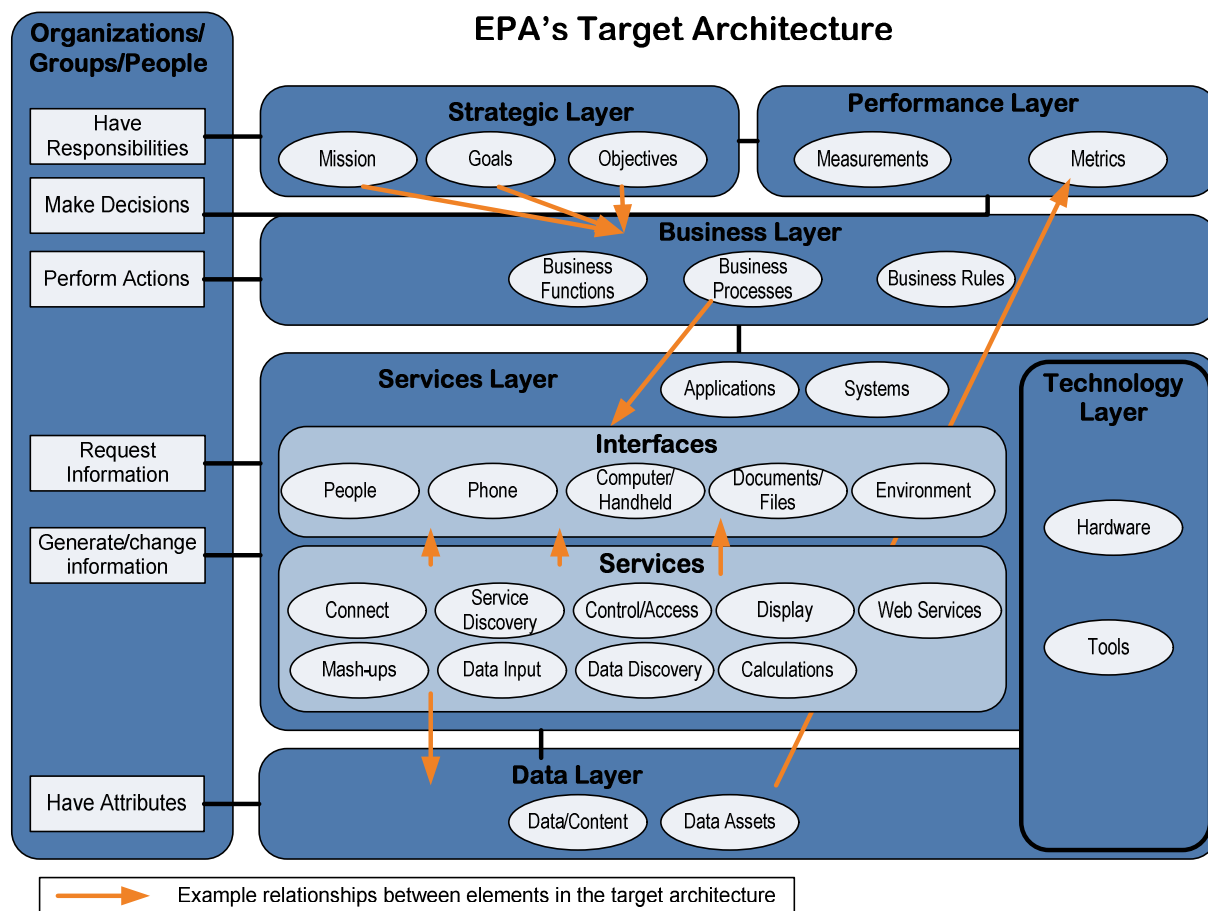 EPA's Target Architecture
Organizations/
Groups/People
Have
Responsibilities
Make Decisions
Perform Actions
Request
Information
Generate/change
information
Have Attributes
Strategic Layer
Mission
Goals
Objectives
Performance Layer
Measurements
Metrics
Business Layer
Business
Functions
Business
Processes
Business Rules
Services Layer
Applications
Systems
Interfaces
People
Phone
Computer/
Handheld
Documents/
Files
Environment
Services
Connect
Service
Discovery
Control/Access
Display
Web Services
Mash-ups
Data Input
Data Discovery
Calculations
Technology
Layer
Hardware
Tools
Data Layer
Data/Content
Data Assets
Example relationships between elements in the target architecture